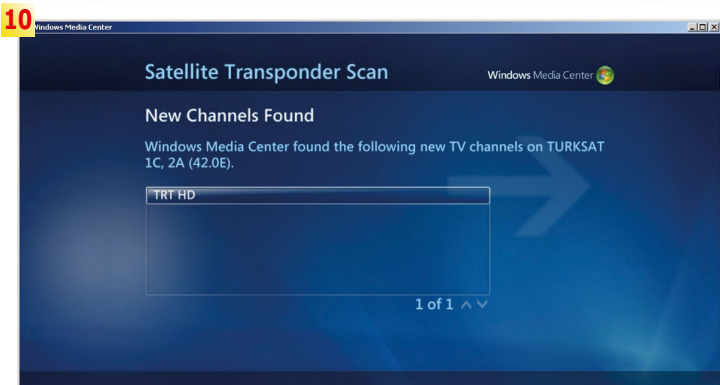 10
Windows Media Center
Satellite Transponder Scan
Windows Media Center
New Channels Found
Windows Media Center found the following new TV channels on TURKSAT
1C, 2A (42.0E).
TRT HD
1 of 1